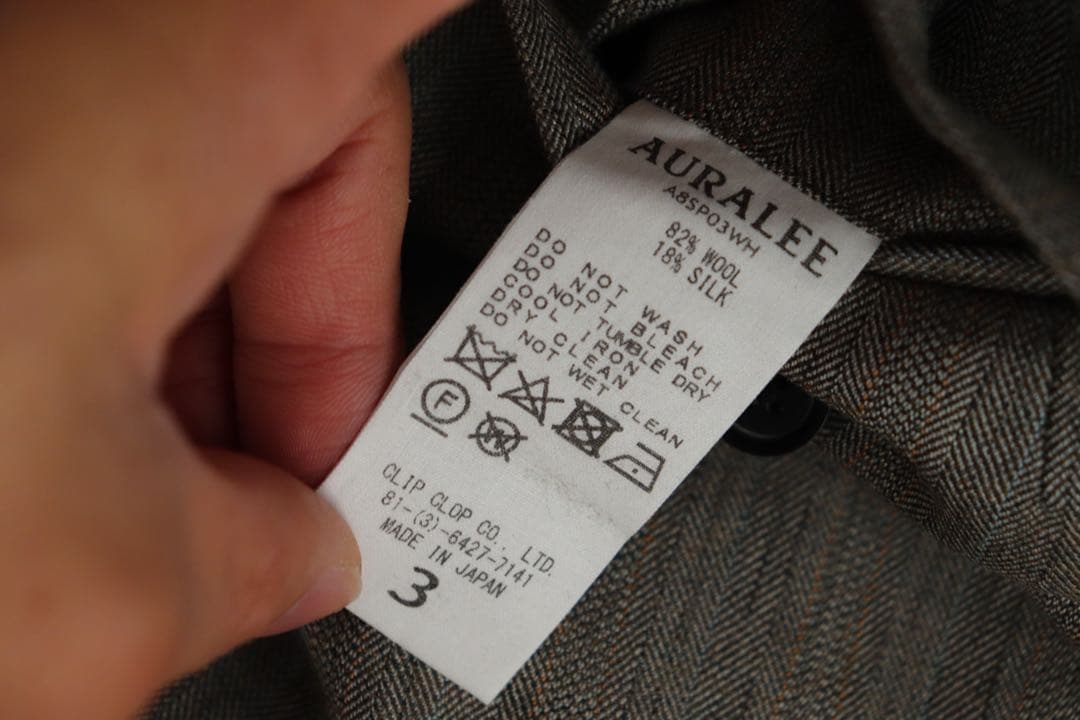 AURALEE
A8SP03WH
82% WOOL
18% SILK
DO NOT WASH
DO NOT BLEACH
DO NOT TUMBLE DRY
COOL IRON
DRY CLEAN
DO NOT WET CLEAN
F
W
CLIP CLOP CO., LTD.
81-(3)-6427-7141
MADE IN JAPAN
3